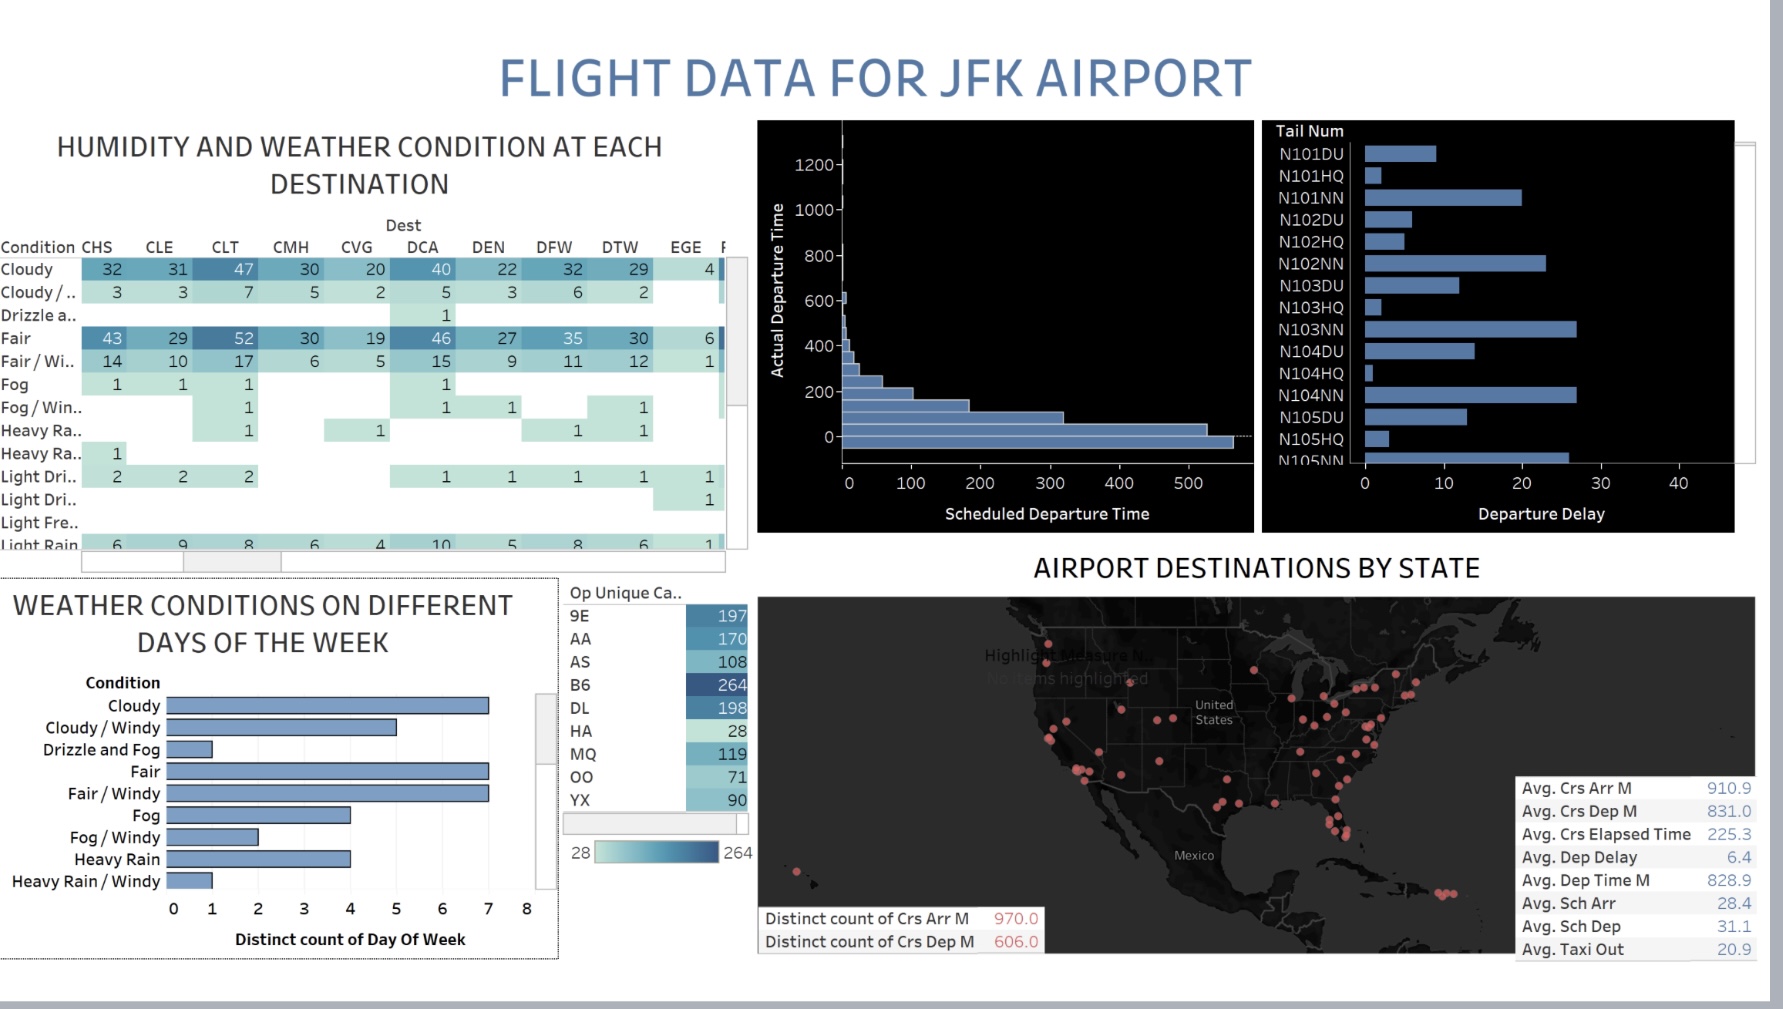 FLIGHT DATA FOR JFK AIRPORT
HUMIDITY AND WEATHER CONDITION AT EACH
DESTINATION
Dest
Condition CHS CLE CLT CMH CVG DCA DEN DFW DTW EGE F
Cloudy 32 31 47 30 20 40 22 32 29 4
Cloudy / .. 3 3 7 5 2 5 3 6 2
Drizzle a.. 1
Fair 43 29 52 30 19 46 27 35 30 6
Fair / Wi.. 14 10 17 6 5 15 9 11 12 1
Fog 1 1 1 1
Fog / Win.. 1 1 1 1
Heavy Ra.. 1 1 1 1
Heavy Ra.. 1
Light Dri.. 2 2 2 1 1 1 1 1
Light Dri.. 1
Light Fre..
Light Rain 6 9 8 6 4 10 5 8 6 1
Actual Departure Time
1200
1000
800
600
400
200
0
0 100 200 300 400 500
Scheduled Departure Time
Tail Num
N101DU
N101HQ
N101NN
N102DU
N102HQ
N102NN
N103DU
N103HQ
N103NN
N104DU
N104HQ
N104NN
N105DU
N105HQ
N105NN
0 10 20 30 40
Departure Delay
WEATHER CONDITIONS ON DIFFERENT
DAYS OF THE WEEK
Condition
Cloudy
Cloudy / Windy
Drizzle and Fog
Fair
Fair / Windy
Fog
Fog / Windy
Heavy Rain
Heavy Rain / Windy
0 1 2 3 4 5 6 7 8
Distinct count of Day Of Week
Op Unique Ca..
9E 197
AA 170
AS 108
B6 264
DL 198
HA 28
MQ 119
OO 71
YX 90
28 264
AIRPORT DESTINATIONS BY STATE
Highlight Measure N..
No items highlighted
United
States
Mexico
Distinct count of Crs Arr M 970.0
Distinct count of Crs Dep M 606.0
Avg. Crs Arr M 910.9
Avg. Crs Dep M 831.0
Avg. Crs Elapsed Time 225.3
Avg. Dep Delay 6.4
Avg. Dep Time M 828.9
Avg. Sch Arr 28.4
Avg. Sch Dep 31.1
Avg. Taxi Out 20.9